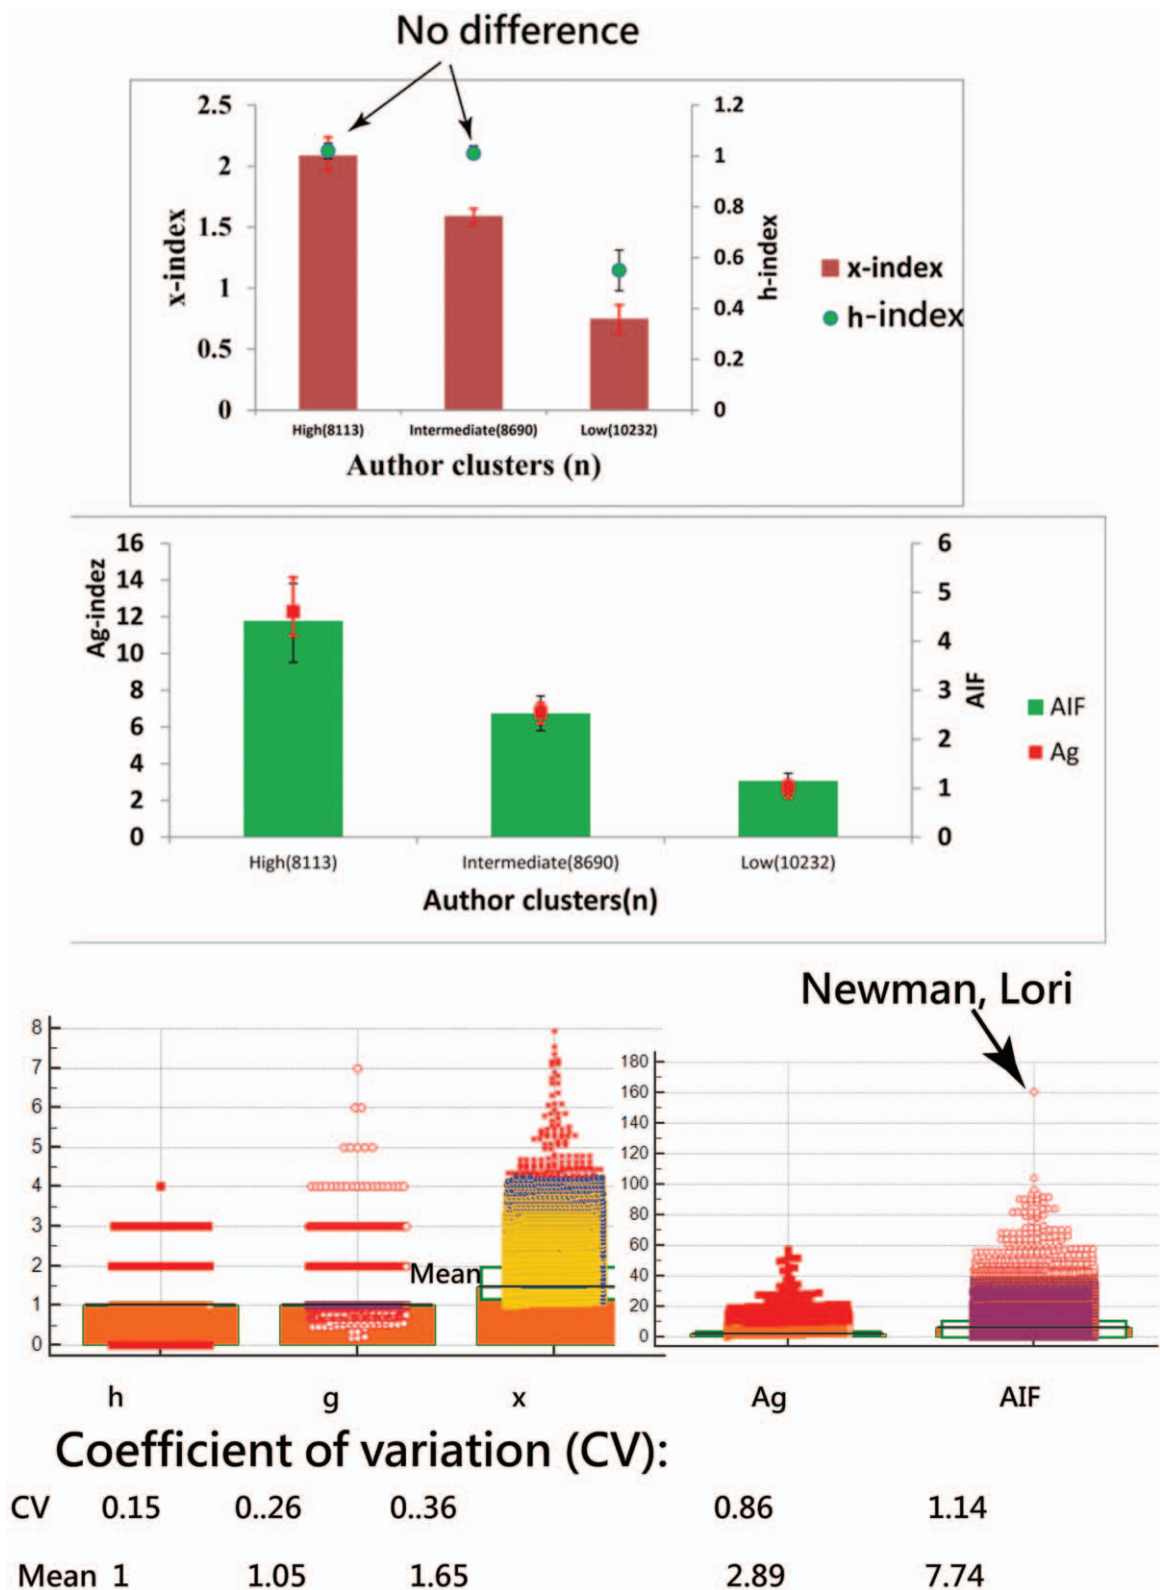 No difference
2.5
2
1.5
1
0.5
0
x-index
1.2
1
0.8
0.6
0.4
0.2
0
h-index
x-index
h-index
High(8113) Intermediate(8690) Low(10232)
Author clusters (n)
16
14
12
10
8
6
4
2
0
Ag-indez
6
5
4
3
2
1
0
AIF
AIF
Ag
High(8113) Intermediate(8690) Low(10232)
Author clusters(n)
Newman, Lori
8
7
6
5
4
3
2
1
0
Mean
180
160
140
120
100
80
60
40
20
0
h g x Ag AIF
Coefficient of variation (CV):
CV 0.15 0..26 0..36 0.86 1.14
Mean 1 1.05 1.65 2.89 7.74